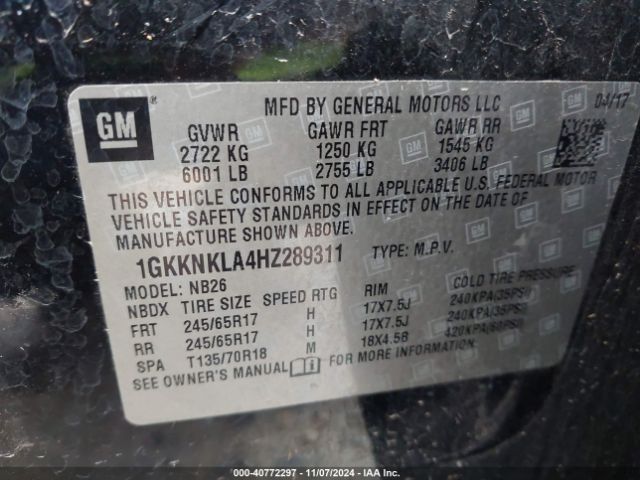 GM
®
MFD BY GENERAL MOTORS LLC 04/17
GVWR GAWR FRT GAWR RR
2722 KG 1250 KG 1545 KG
6001 LB 2755 LB 3406 LB
THIS VEHICLE CONFORMS TO ALL APPLICABLE U.S. FEDERAL MOTOR
VEHICLE SAFETY STANDARDS IN EFFECT ON THE DATE OF
MANUFACTURE SHOWN ABOVE.
1GKKNKLA4HZ289311 TYPE: M.P.V.
MODEL: NB26
NBDX TIRE SIZE SPEED RTG RIM COLD TIRE PRESSURE
FRT 245/65R17 H 17X7.5J 240KPA(35PSI)
RR 245/65R17 H 17X7.5J 240KPA(35PSI)
SPA T135/70R18 M 18X4.5B 420KPA(60PSI)
SEE OWNER'S MANUAL FOR MORE INFORMATION
000-40772297 - 11/07/2024 - IAA Inc.